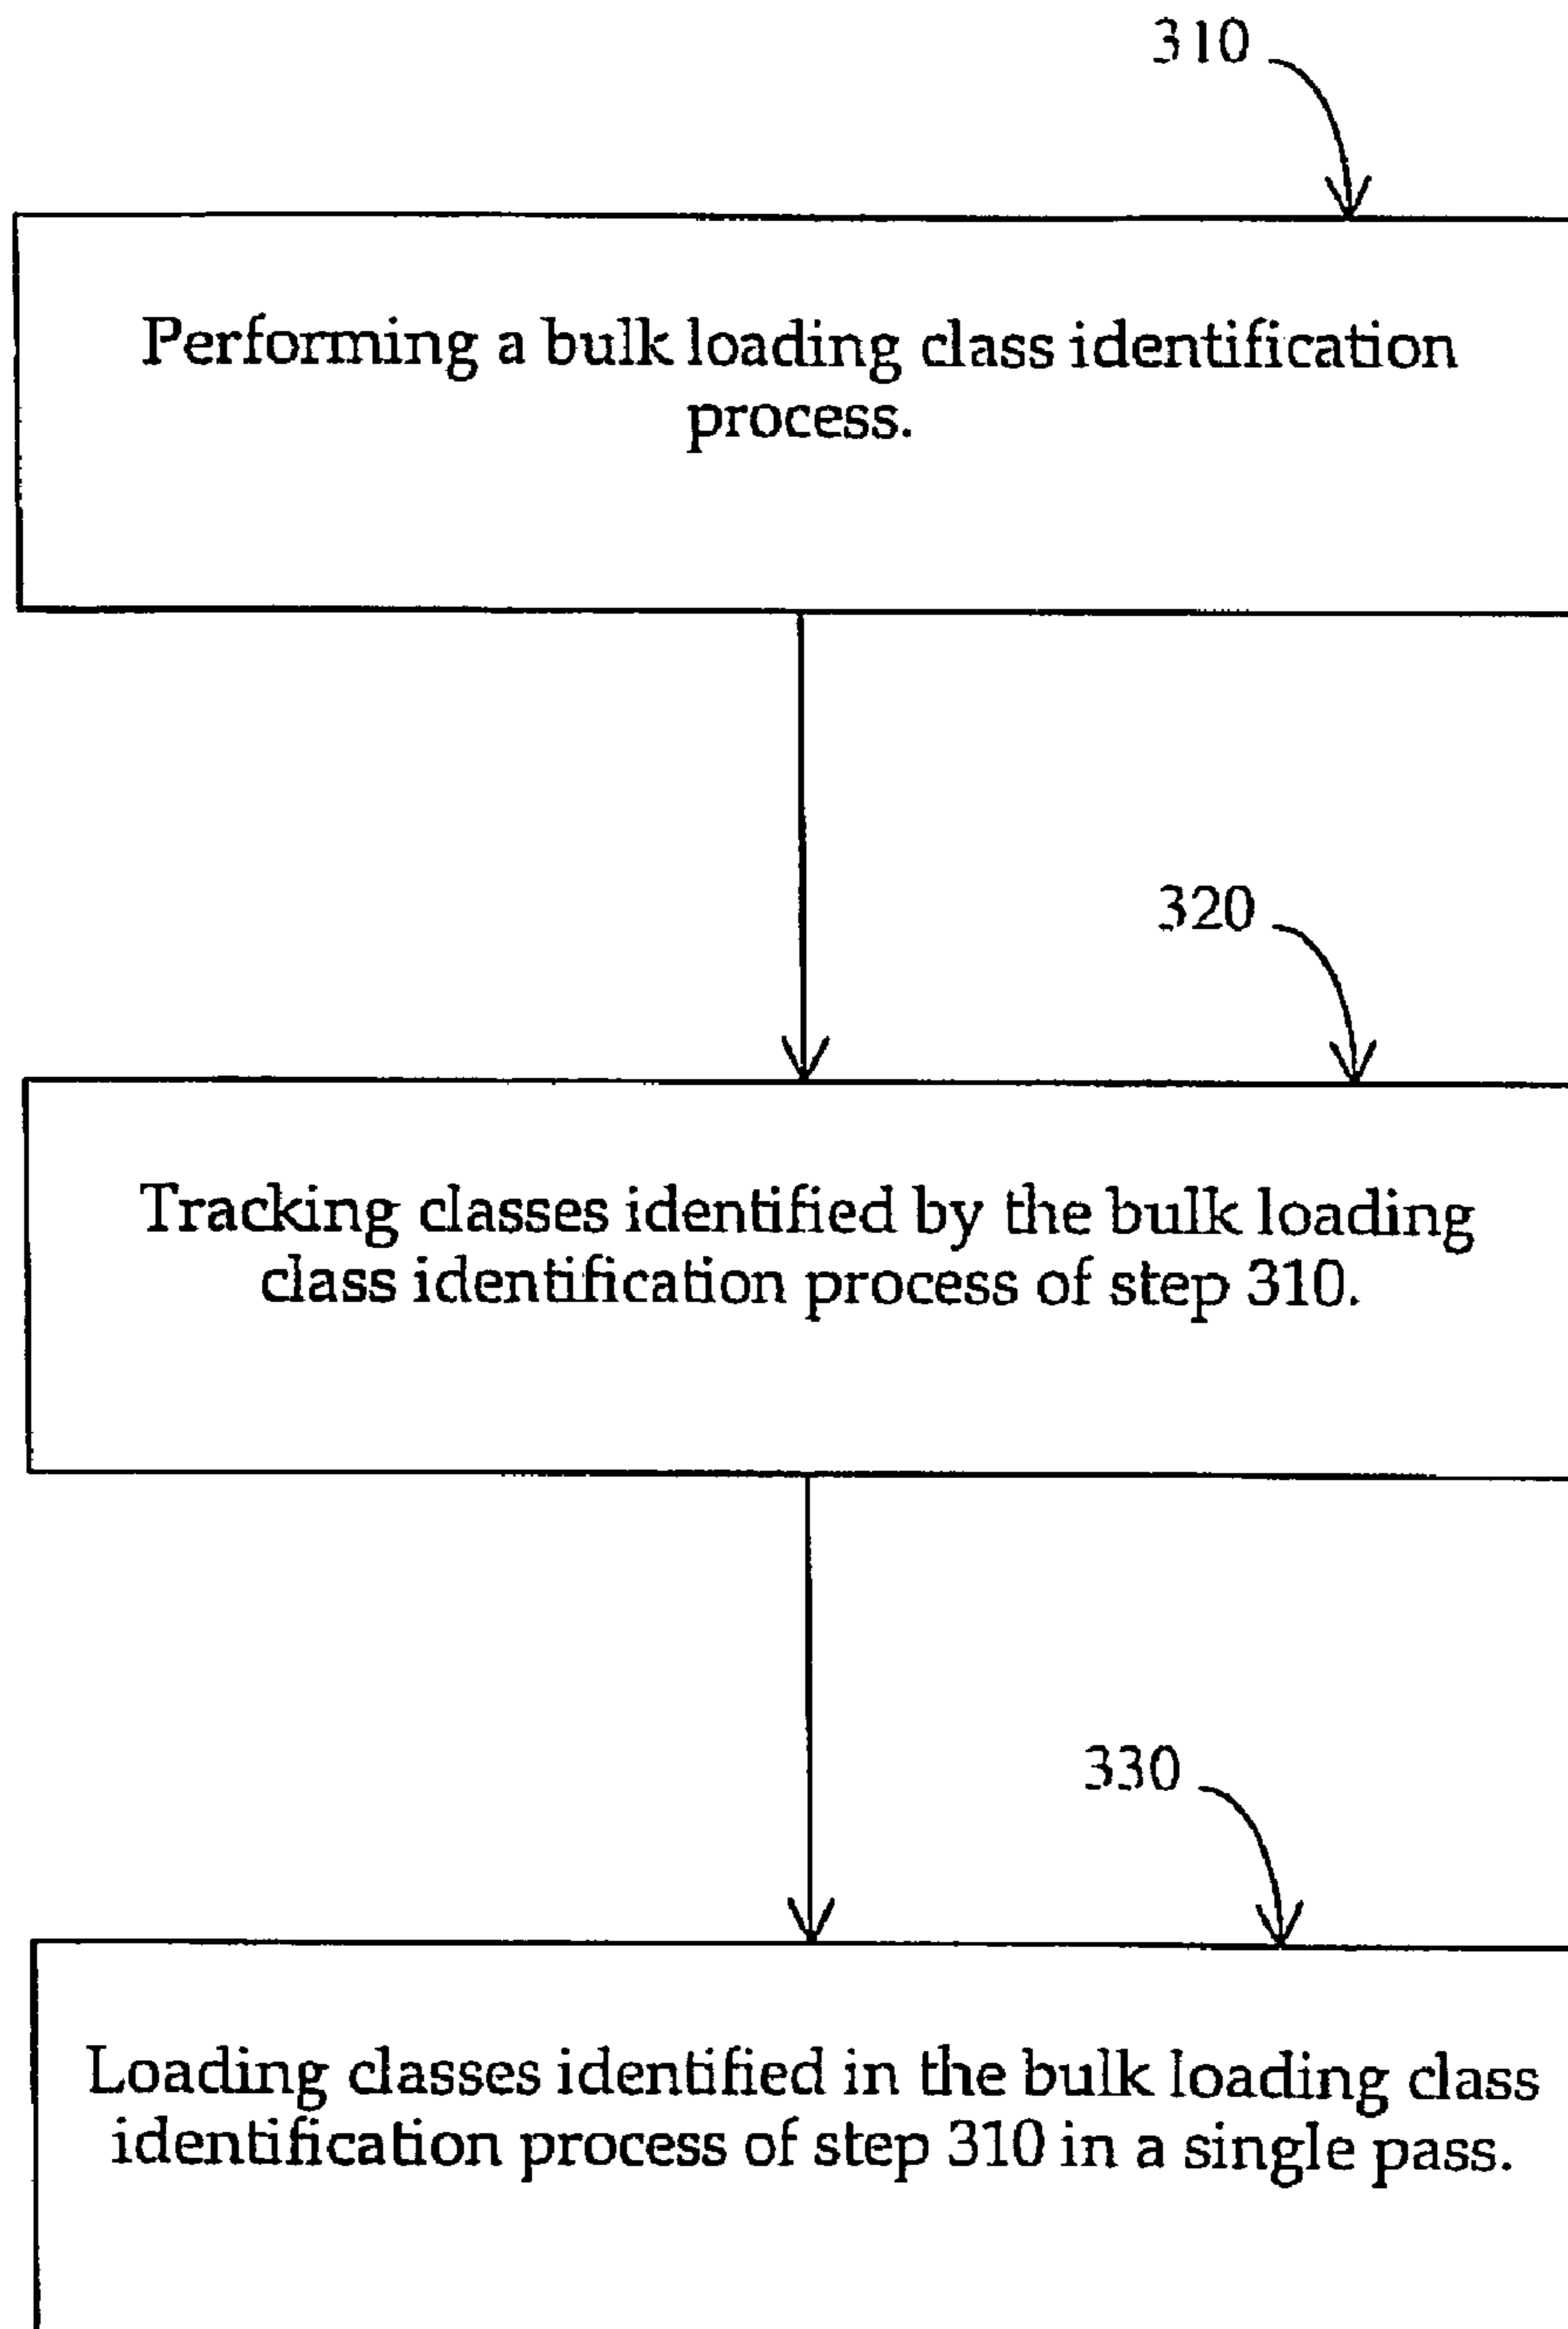 310
Performing a bulk loading class identification
process.
320
Tracking classes identified by the bulk loading
class identification process of step 310.
330
Loading classes identified in the bulk loading class
identification process of step 310 in a single pass.